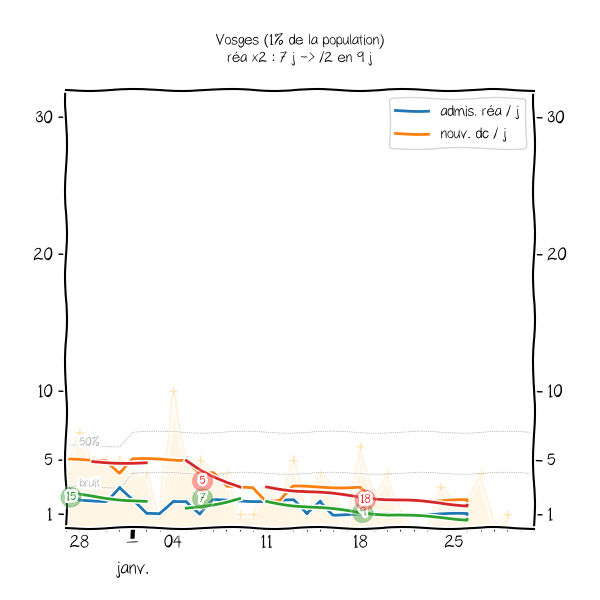 Vosges (1% de la population)
réa x2 : 7 j -> /2 en 9 j
admis. réa / j
nouv. dc / j
30 30
20 20
10 10
50%
5 5
bruit
15 5 7 18
1 1
28 04 11 18 25
janv.